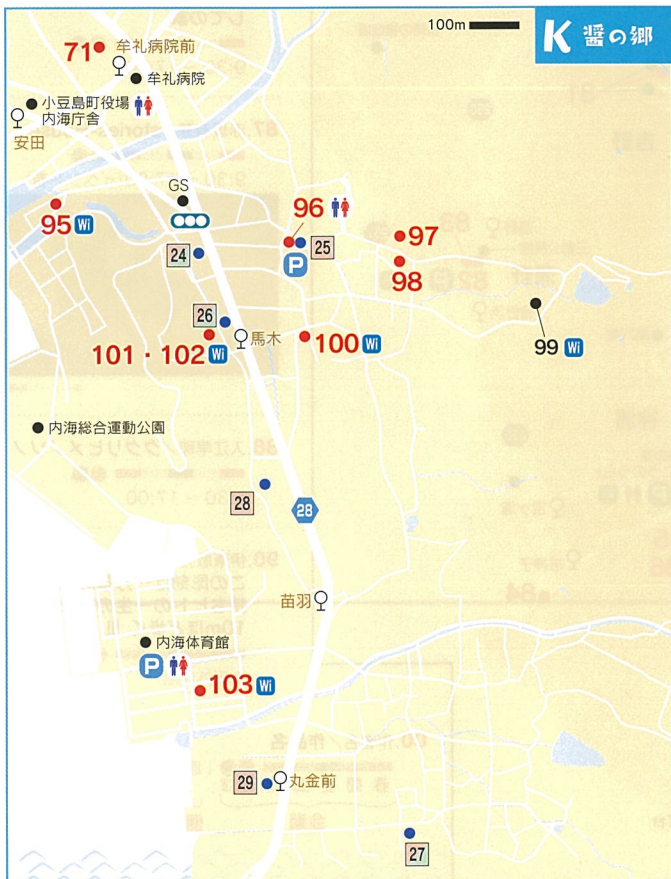 100m
K 醤の郷
71
牟礼病院前
牟礼病院
小豆島町役場
内海庁舎
安田
GS
95 Wi
96
24
25
P
97
98
26
馬木
101・102 Wi
100 Wi
99 Wi
内海総合運動公園
28
28
苗羽
内海体育館
P
103 Wi
29
丸金前
27